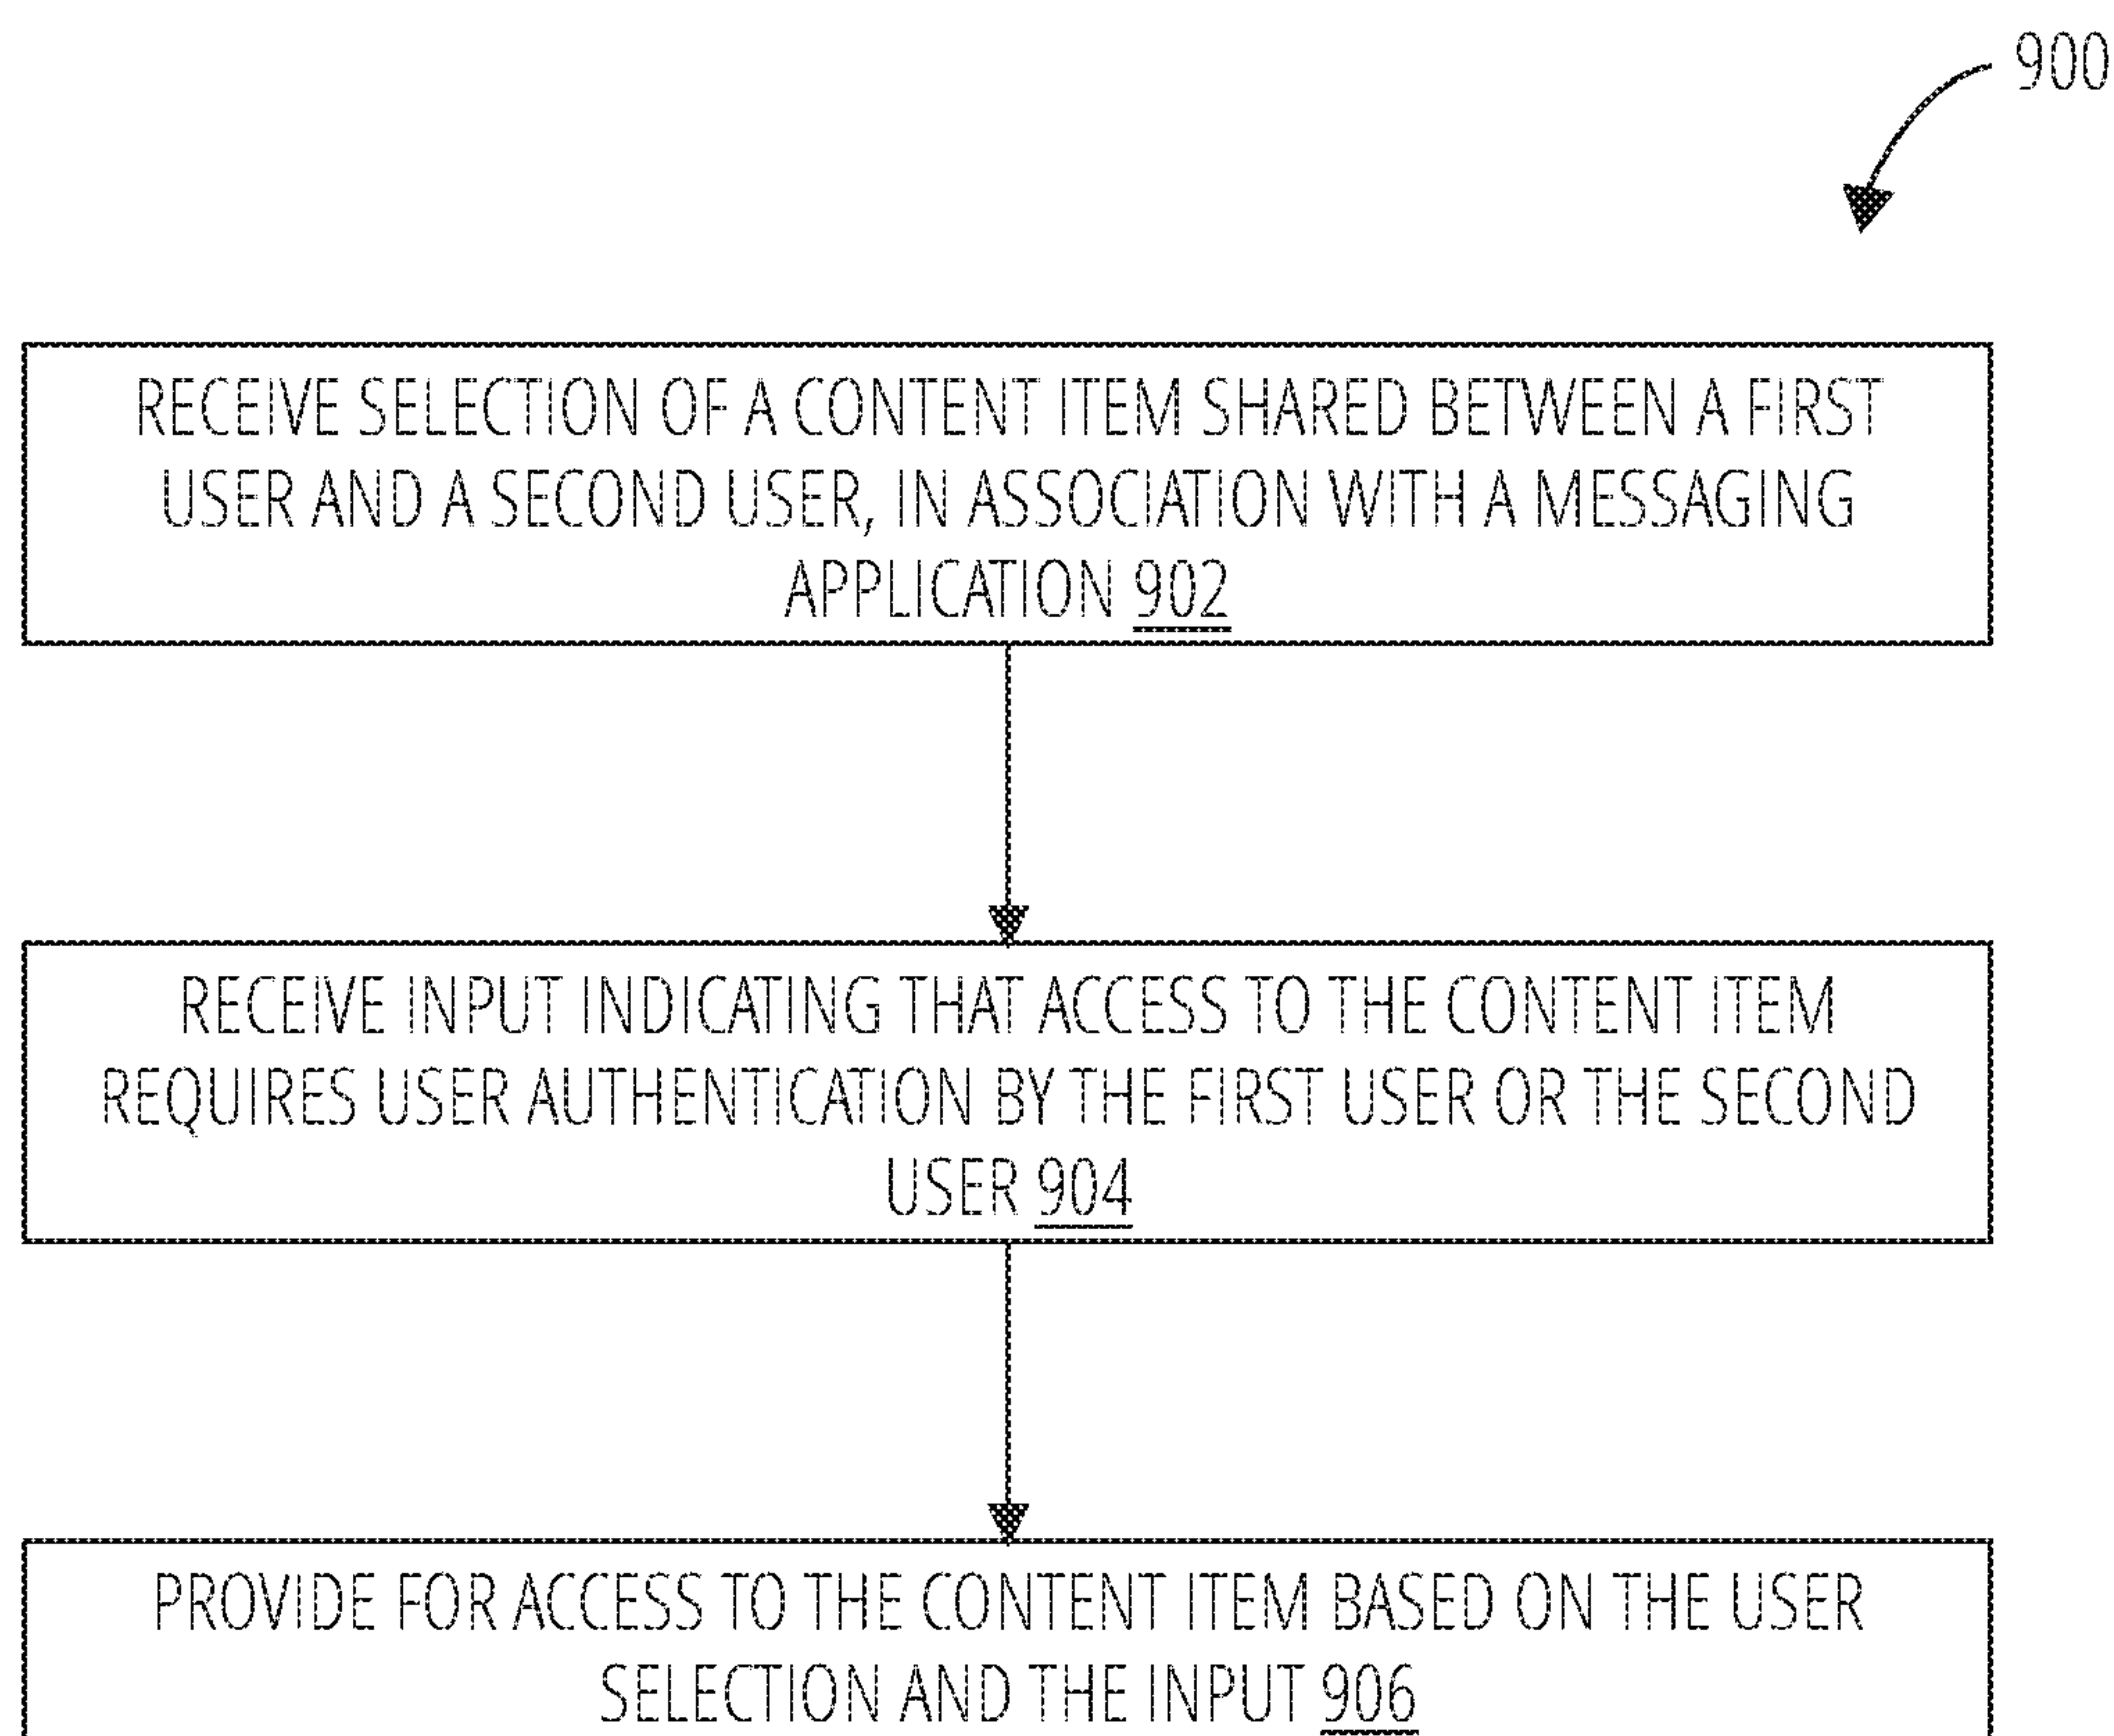 900
RECEIVE SELECTION OF A CONTENT ITEM SHARED BETWEEN A FIRST
USER AND A SECOND USER, IN ASSOCIATION WITH A MESSAGING
APPLICATION 902
RECEIVE INPUT INDICATING THAT ACCESS TO THE CONTENT ITEM
REQUIRES USER AUTHENTICATION BY THE FIRST USER OR THE SECOND
USER 904
PROVIDE FOR ACCESS TO THE CONTENT ITEM BASED ON THE USER
SELECTION AND THE INPUT 906